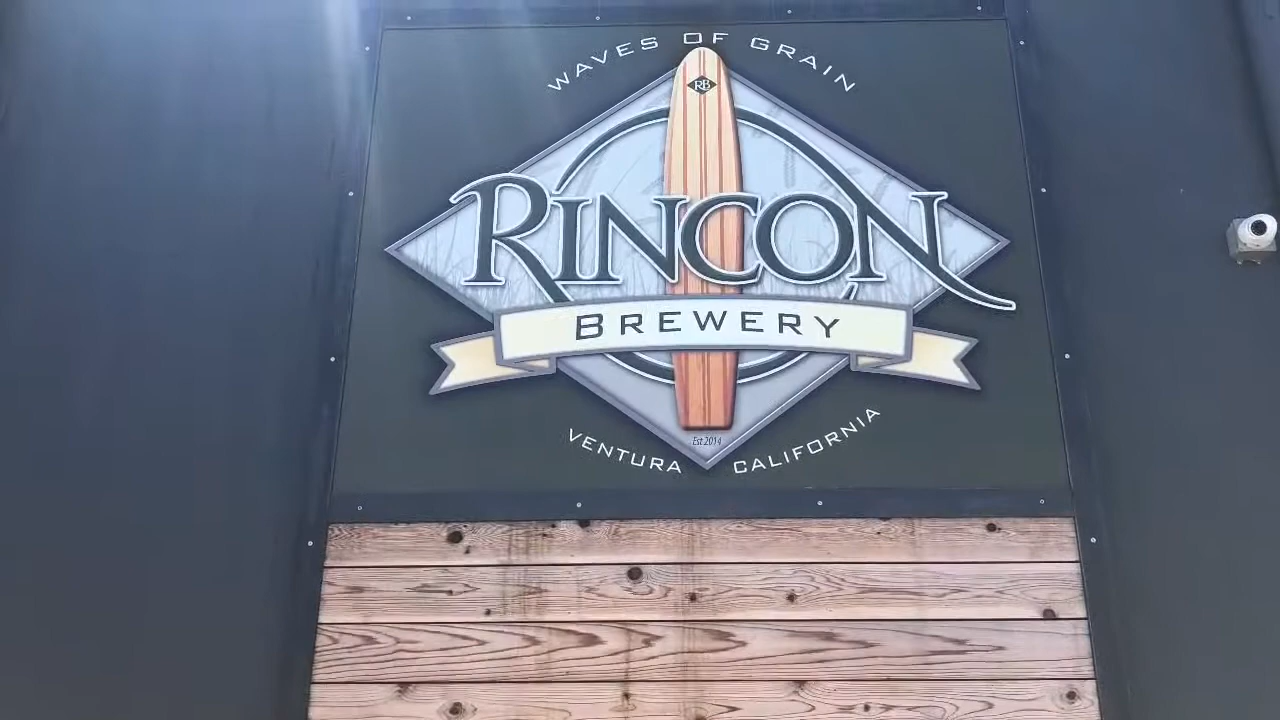 WAVES OF GRAIN
RB
RINCON
BREWERY
Est 2014
VENTURA CALIFORNIA